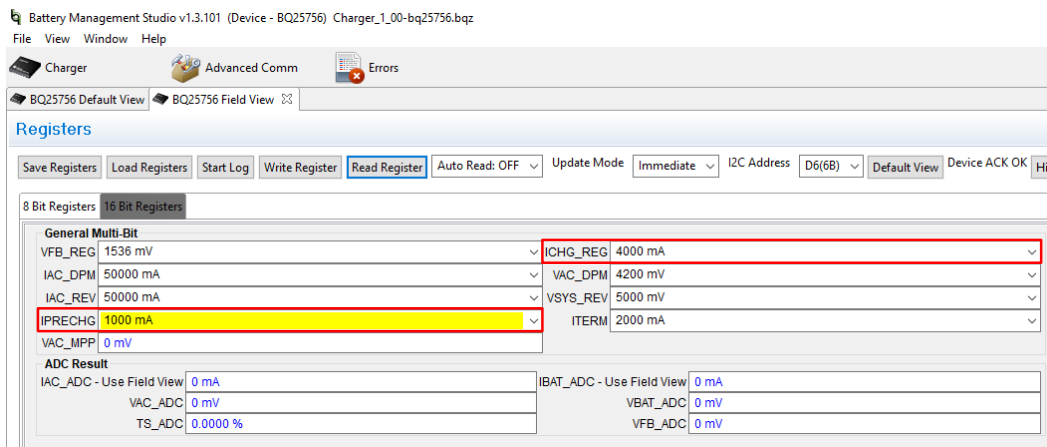 Battery Management Studio v1.3.101 (Device - BQ25756) Charger_1_00-bq25756.bqz
File View Window Help
Charger Advanced Comm Errors
BQ25756 Default View BQ25756 Field View
Registers
Save Registers Load Registers Start Log Write Register Read Register Auto Read: OFF Update Mode Immediate I2C Address D6(6B) Default View Device ACK OK Hi
8 Bit Registers 16 Bit Registers
General Multi-Bit
VFB_REG 1536 mV ICHG_REG 4000 mA
IAC_DPM 50000 mA VAC_DPM 4200 mV
IAC_REV 50000 mA VSYS_REV 5000 mV
IPRECHG 1000 mA ITERM 2000 mA
VAC_MPP 0 mV
ADC Result
IAC_ADC - Use Field View 0 mA IBAT_ADC - Use Field View 0 mA
VAC_ADC 0 mV VBAT_ADC 0 mV
TS_ADC 0.0000 % VFB_ADC 0 mV